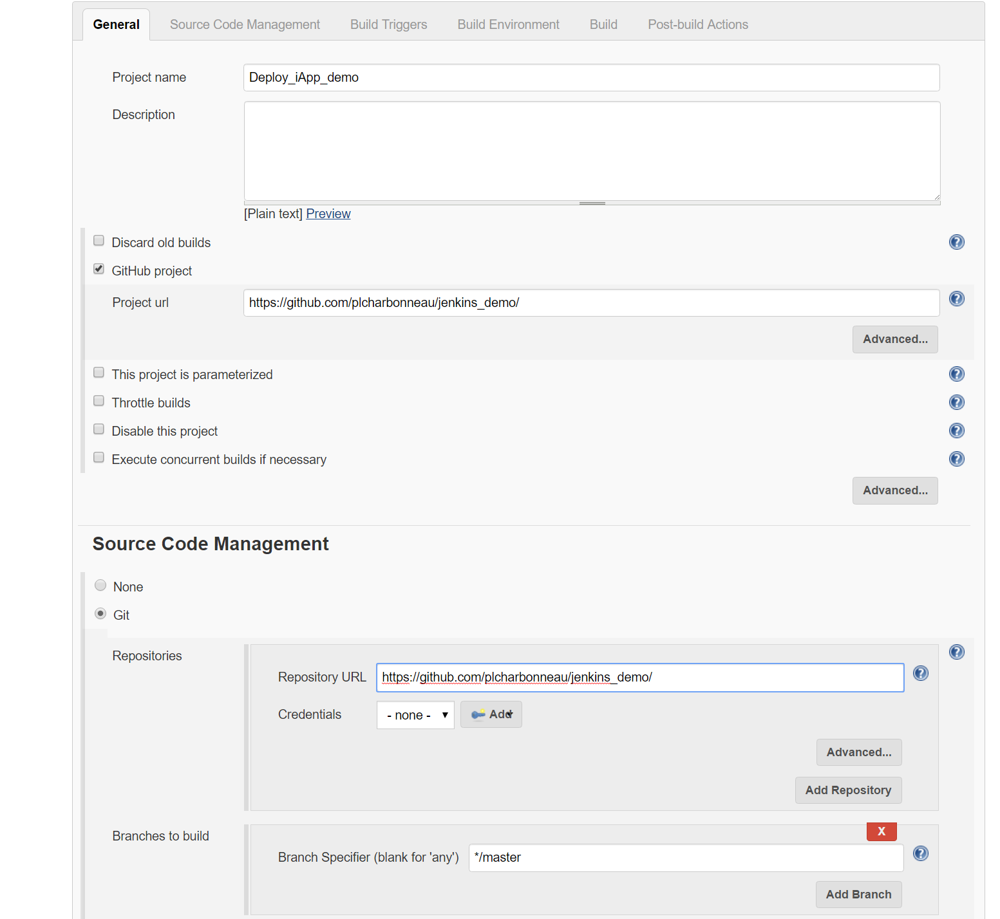 General Source Code Management Build Triggers Build Environment Build Post-build Actions
Project name Deploy_iApp_demo
Description
[Plain text] Preview
Discard old builds
GitHub project
Project url https://github.com/plcharbonneau/jenkins_demo/
Advanced...
This project is parameterized
Throttle builds
Disable this project
Execute concurrent builds if necessary
Advanced...
Source Code Management
None
Git
Repositories
Repository URL https://github.com/plcharbonneau/jenkins_demo/
Credentials - none - Add
Advanced...
Add Repository
Branches to build
X
Branch Specifier (blank for 'any') */master
Add Branch